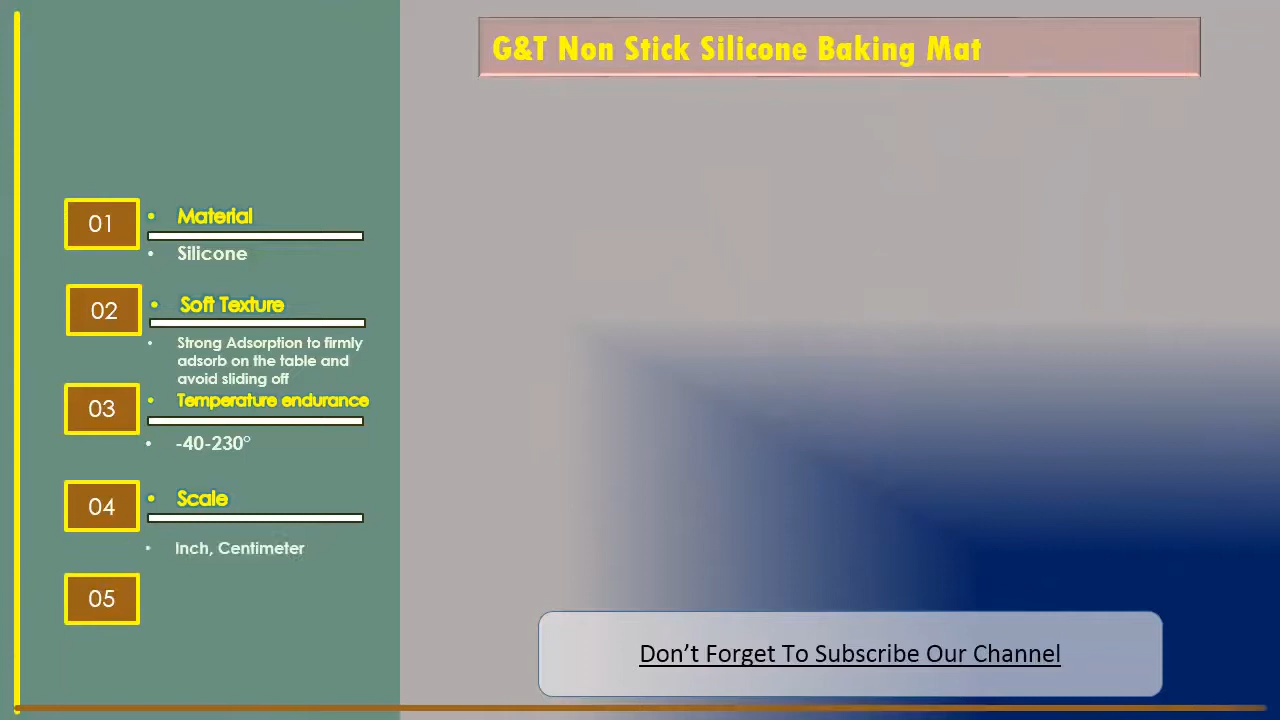 G&T Non Stick Silicone Baking Mat
01
• Material
• Silicone
02
• Soft Texture
• Strong Adsorption to firmly
adsorb on the table and
avoid sliding off
03
• Temperature endurance
• -40-230°
04
• Scale
• Inch, Centimeter
05
Don’t Forget To Subscribe Our Channel